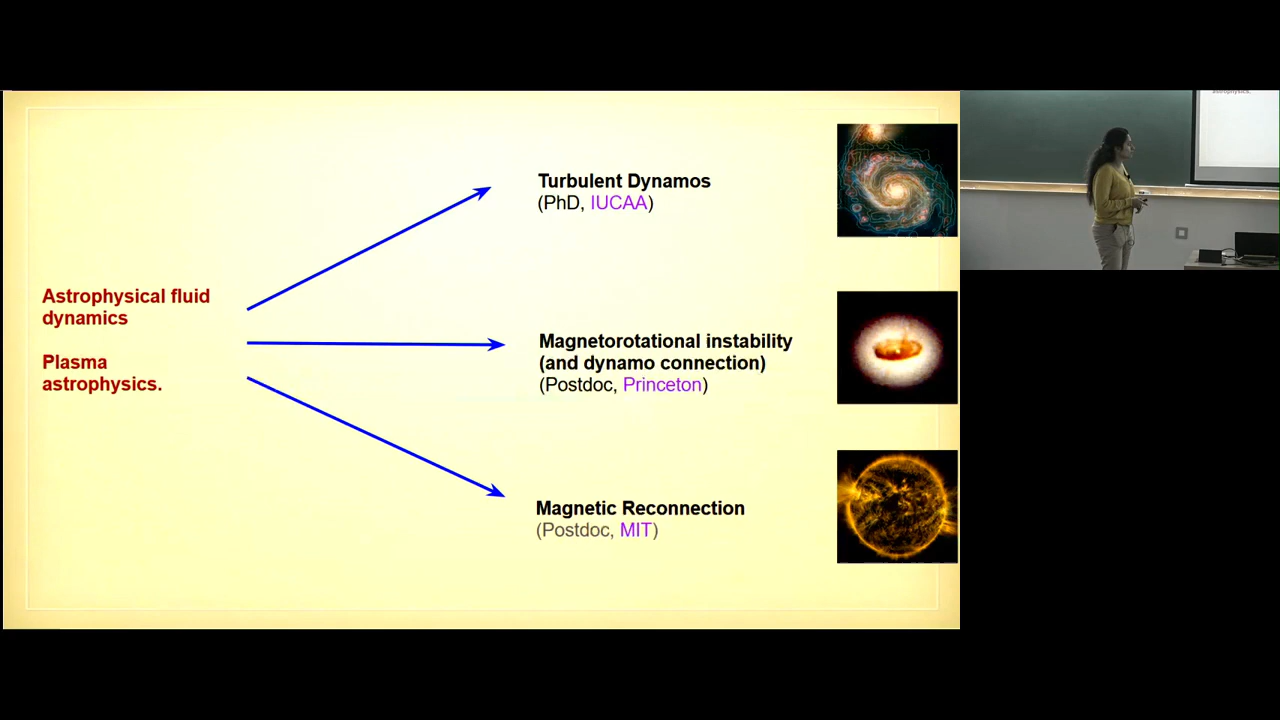 Astrophysical fluid
dynamics
Plasma
astrophysics.
Turbulent Dynamos
(PhD, IUCAA)
Magnetorotational instability
(and dynamo connection)
(Postdoc, Princeton)
Magnetic Reconnection
(Postdoc, MIT)
astrophysics.